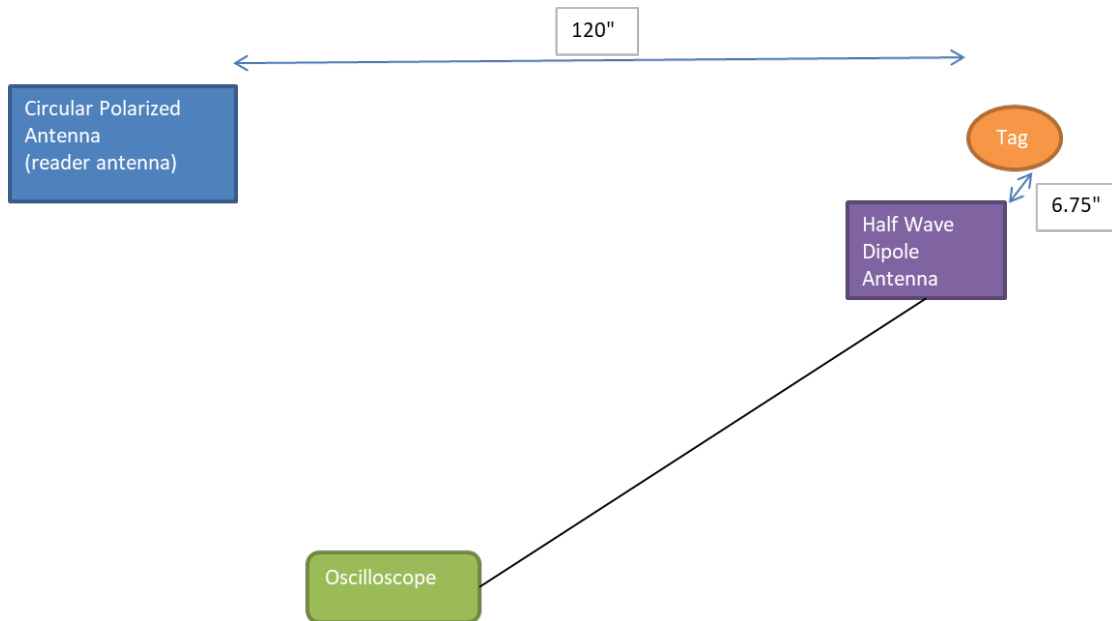 120"
Circular Polarized
Antenna
(reader antenna)
Tag
6.75"
Half Wave
Dipole
Antenna
Oscilloscope